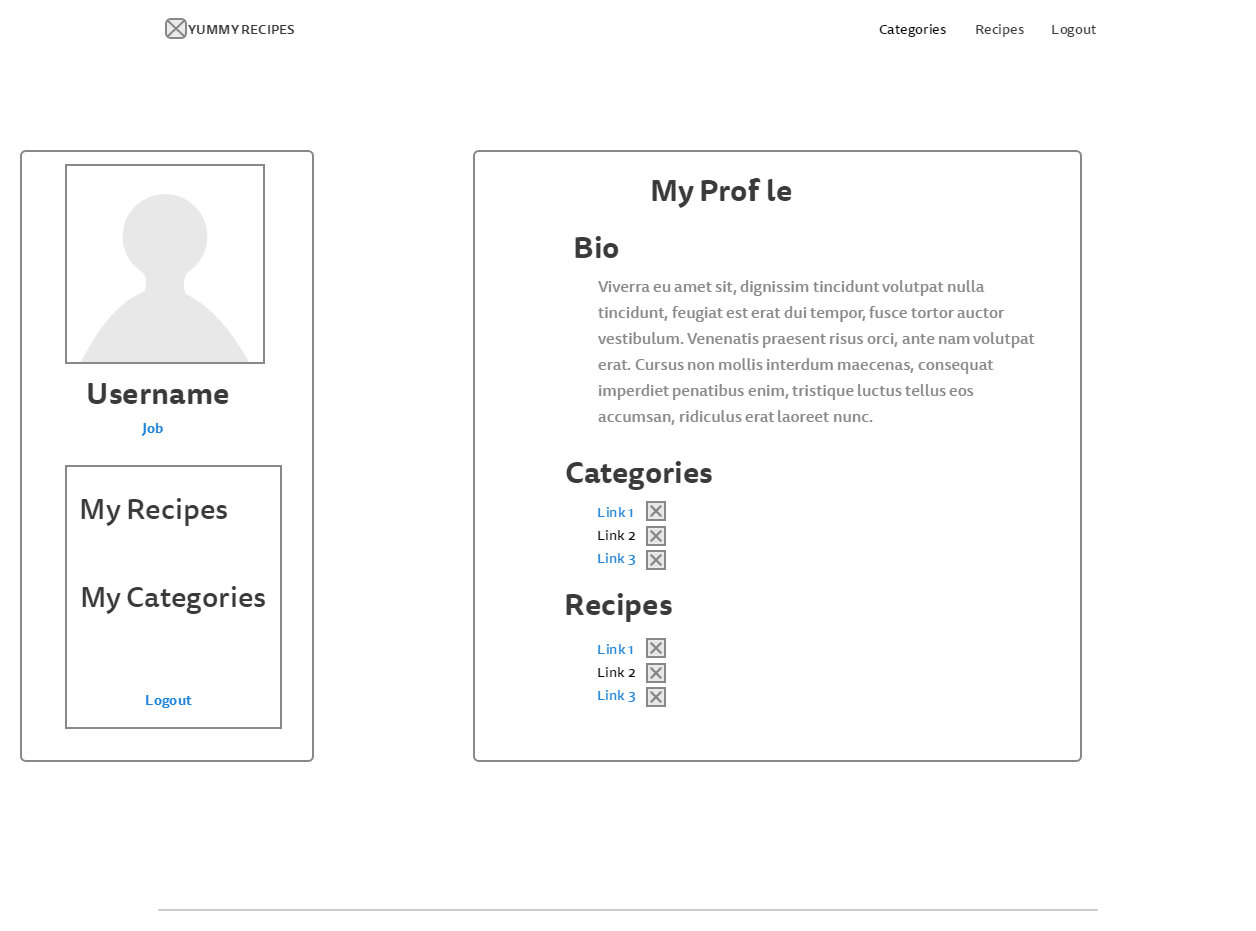 YUMMY RECIPES
Categories Recipes Logout
Username
Job
My Recipes
My Categories
Logout
My Prof le
Bio
Viverra eu amet sit, dignissim tincidunt volutpat nulla
tincidunt, feugiat est erat dui tempor, fusce tortor auctor
vestibulum. Venenatis praesent risus orci, ante nam volutpat
erat. Cursus non mollis interdum maecenas, consequat
imperdiet penatibus enim, tristique luctus tellus eos
accumsan, ridiculus erat laoreet nunc.
Categories
Link 1
Link 2
Link 3
Recipes
Link 1
Link 2
Link 3